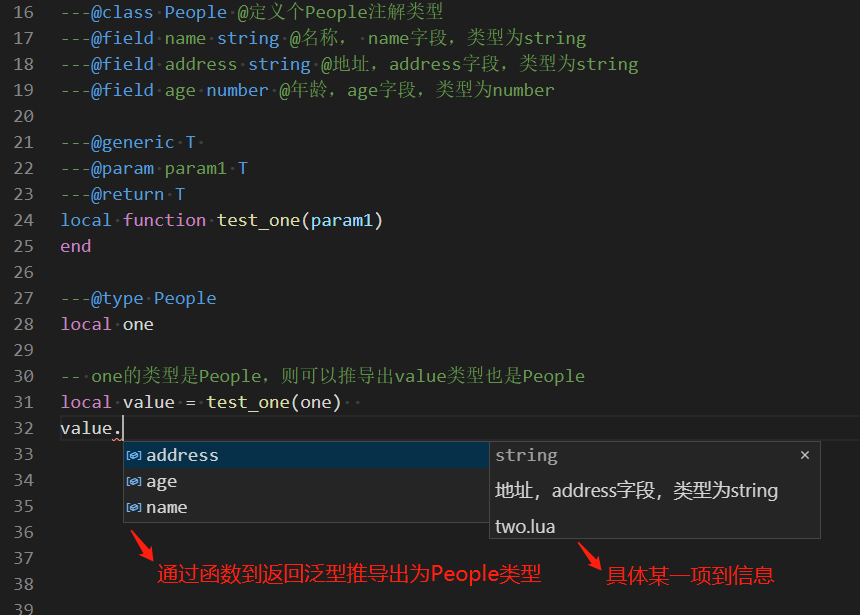 16 ---@class People @定义个People注解类型
17 ---@field name string @名称， name字段，类型为string
18 ---@field address string @地址，address字段，类型为string
19 ---@field age number @年龄，age字段，类型为number
20
21 ---@generic T
22 ---@param param1 T
23 ---@return T
24 local function test_one(param1)
25 end
26
27 ---@type People
28 local one
29
30 -- one的类型是People，则可以推导出value类型也是People
31 local value = test_one(one)
32 value.
33 address string ×
34 age 地址，address字段，类型为string
35 name
36 two.lua
37
38 通过函数到返回泛型推导出为People类型 具体某一项到信息
39